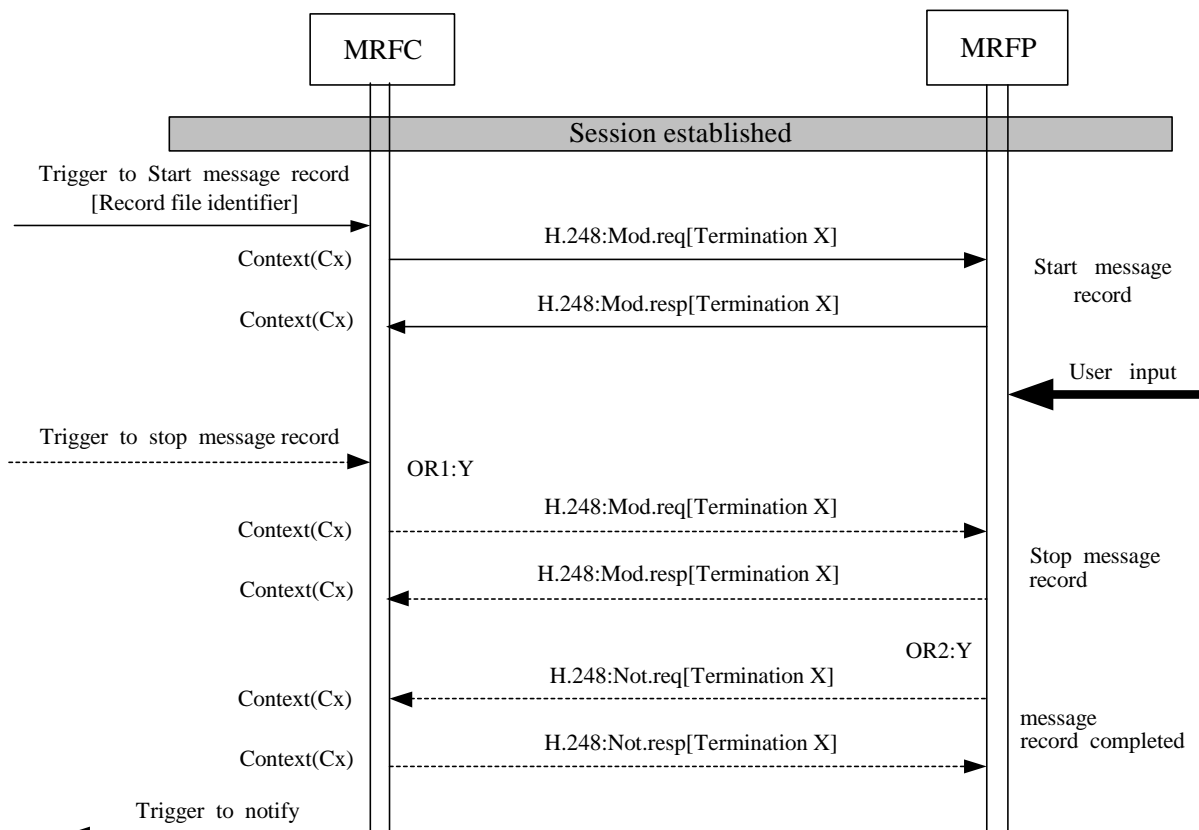 MRFC
MRFP
Session established
Trigger to Start message record
[Record file identifier]
H.248:Mod.req[Termination X]
Context(Cx)
Start message
record
H.248:Mod.resp[Termination X]
Context(Cx)
User input
Trigger to stop message record
OR1:Y
H.248:Mod.req[Termination X]
Context(Cx)
Stop message
record
H.248:Mod.resp[Termination X]
Context(Cx)
OR2:Y
H.248:Not.req[Termination X]
Context(Cx)
message
record completed
H.248:Not.resp[Termination X]
Context(Cx)
Trigger to notify